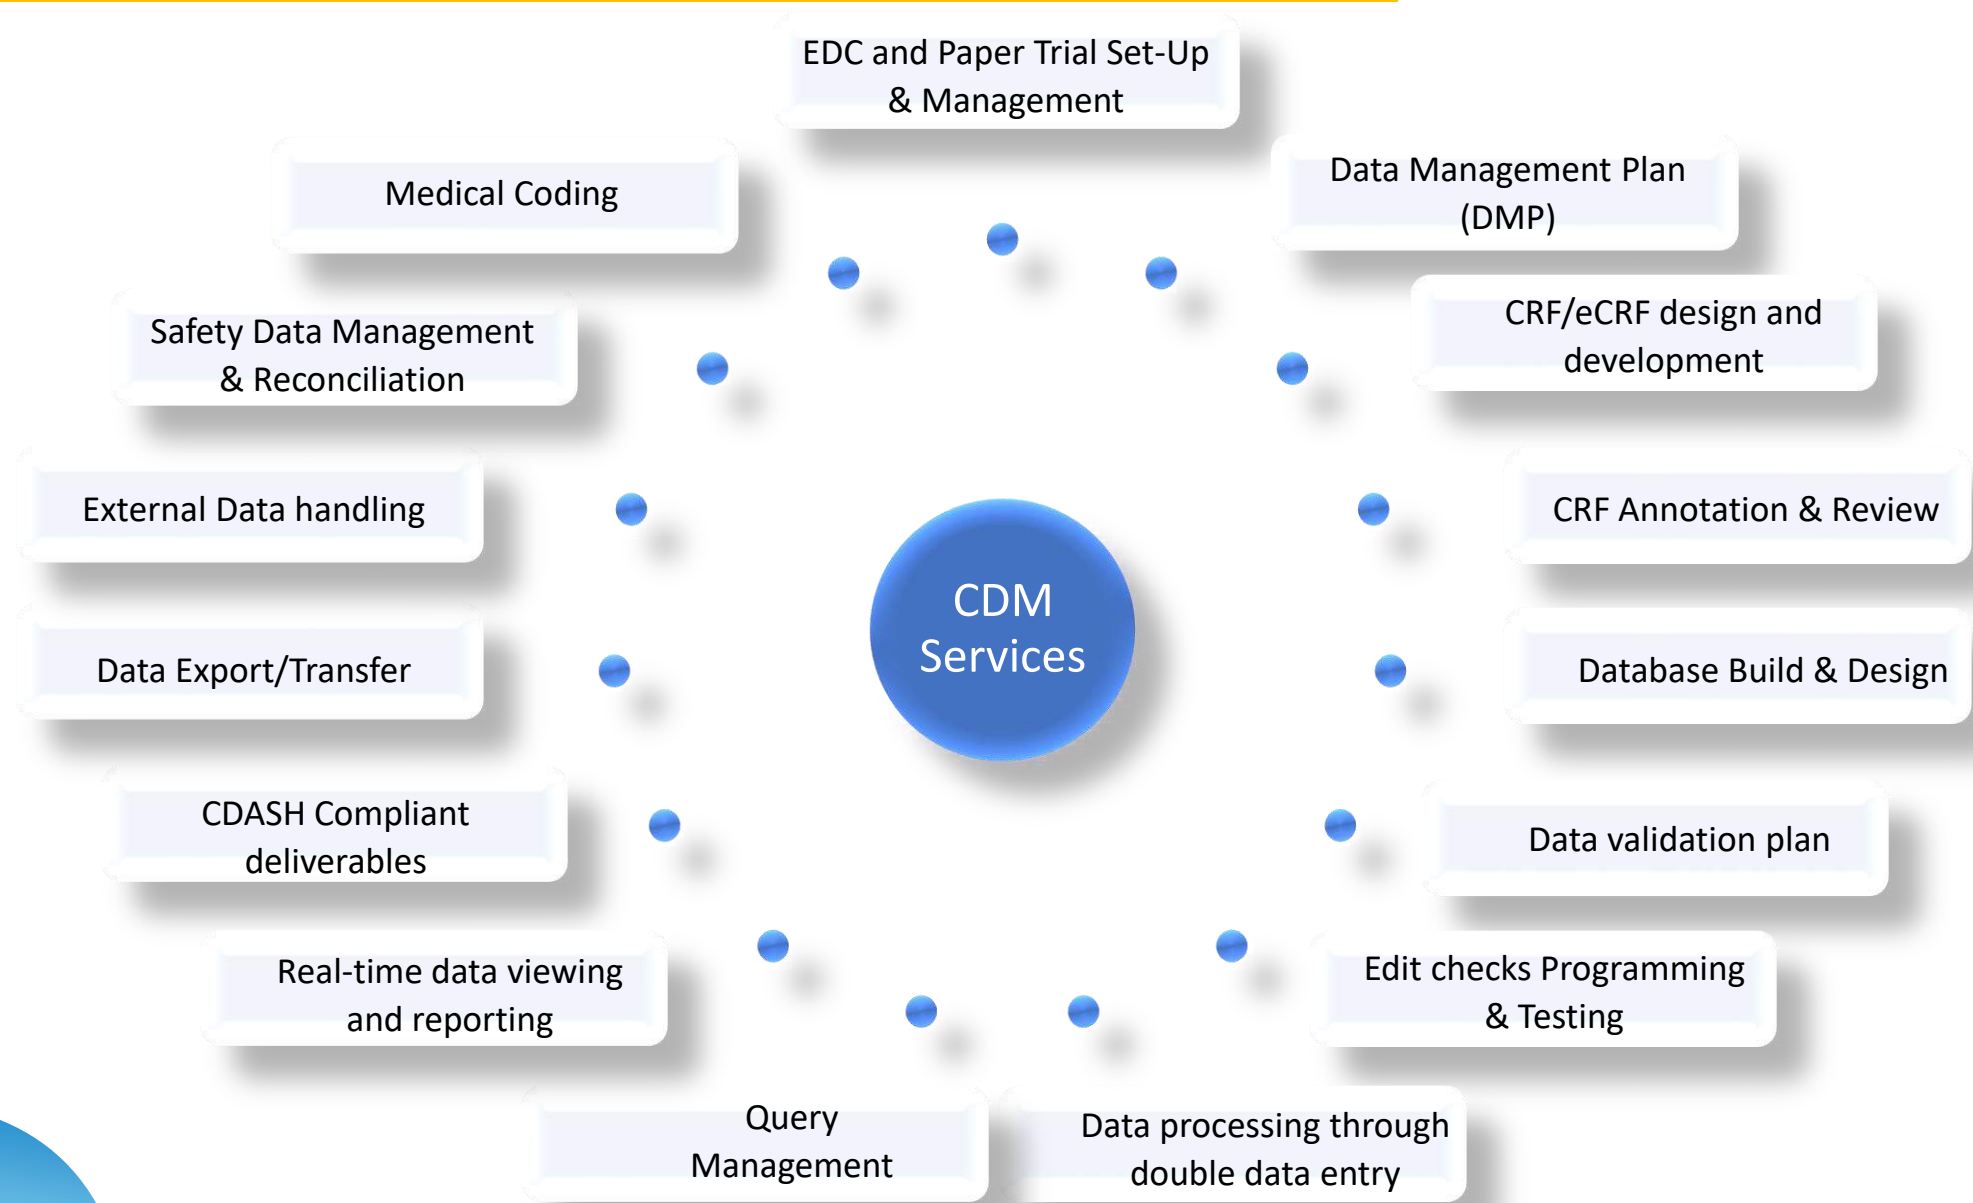 EDC and Paper Trial Set-Up
& Management
Data Management Plan
(DMP)
CRF/eCRF design and
development
CRF Annotation & Review
Database Build & Design
Data validation plan
Edit checks Programming
& Testing
Data processing through
double data entry
Query
Management
Real-time data viewing
and reporting
CDASH Compliant
deliverables
Data Export/Transfer
External Data handling
Safety Data Management
& Reconciliation
Medical Coding
CDM
Services